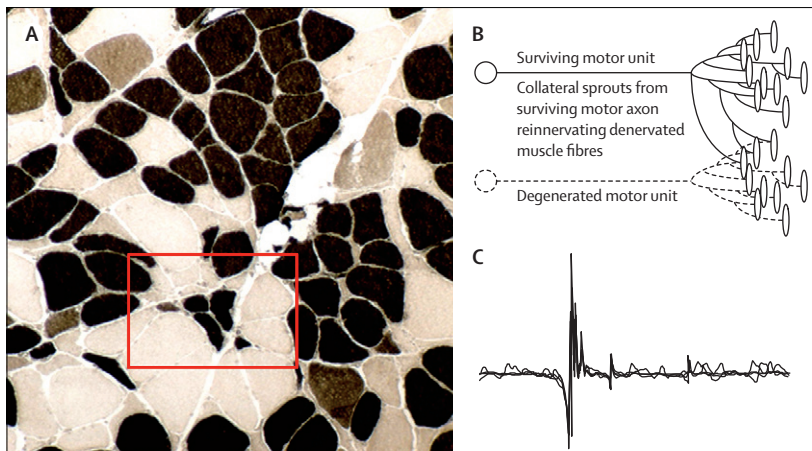 A
B
Surviving motor unit
Collateral sprouts from
surviving motor axon
reinnervating denervated
muscle fibres
Degenerated motor unit
C